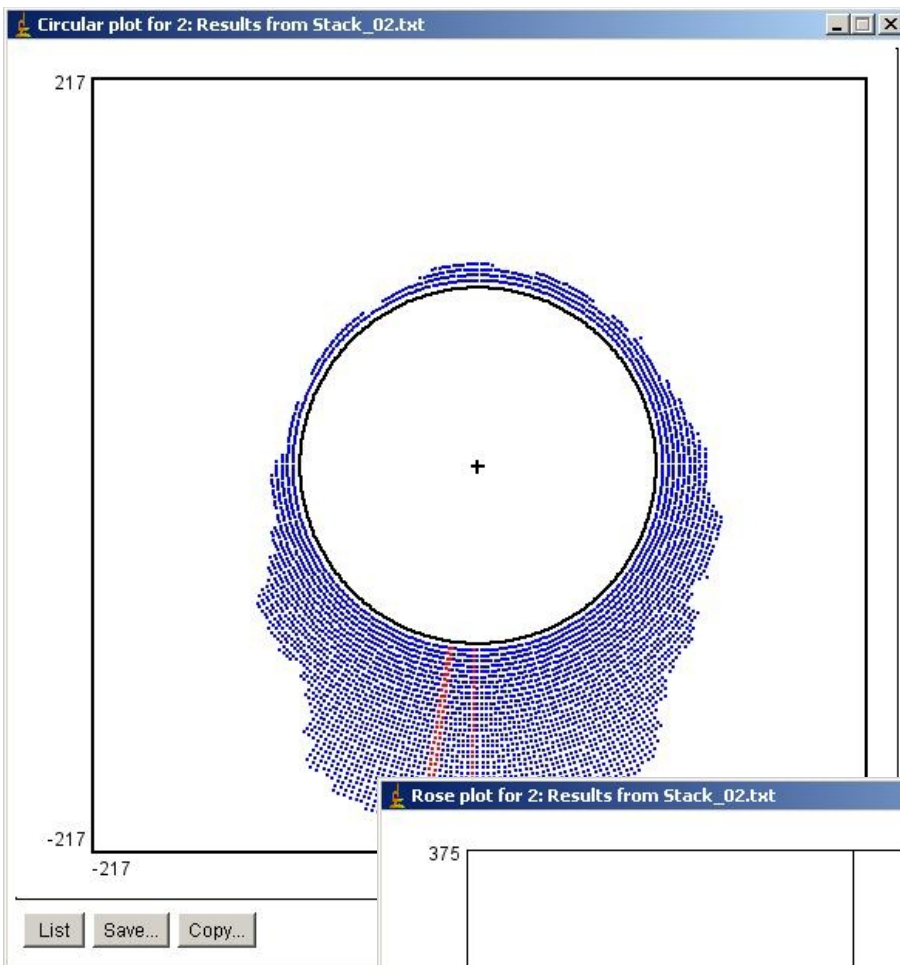 Circular plot for 2: Results from Stack_02.txt
217
-217
-217
Rose plot for 2: Results from Stack_02.txt
375
List Save... Copy...